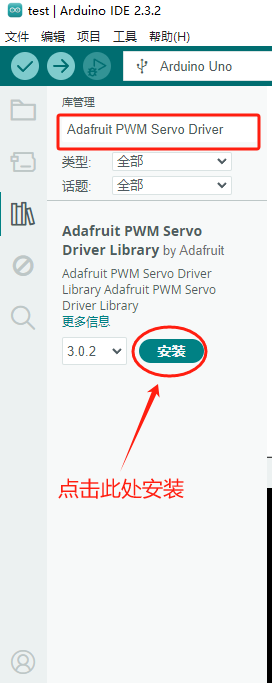 test | Arduino IDE 2.3.2
文件 编辑 项目 工具 帮助(H)
Arduino Uno
库管理
Adafruit PWM Servo Driver
类型: 全部
话题: 全部
Adafruit PWM Servo
Driver Library by Adafruit
Adafruit PWM Servo Driver
Library Adafruit PWM Servo
Driver Library
更多信息
3.0.2 安装
点击此处安装